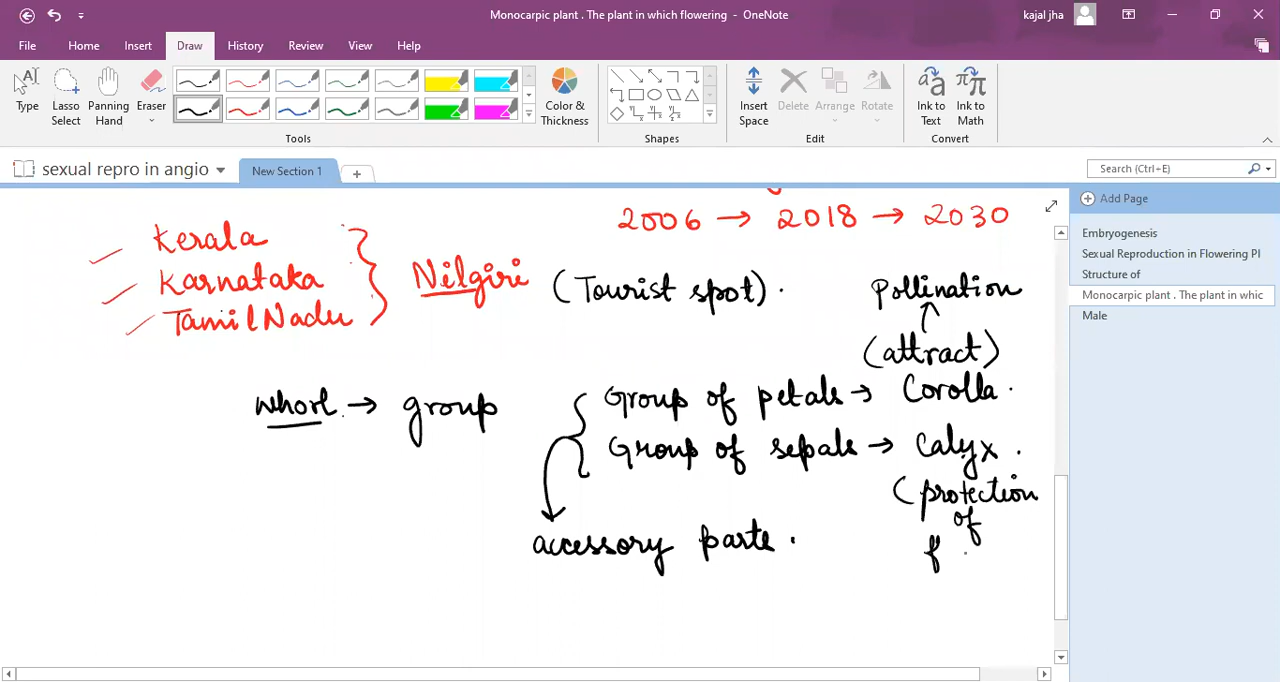 Monocarpic plant . The plant in which flowering - OneNote
kajal jha
File Home Insert Draw History Review View Help
Type Lasso Select Panning Hand Eraser
Color & Thickness
Insert Space Delete Arrange Rotate
Ink to Text Ink to Math
Tools Shapes Edit Convert
sexual repro in angio New Section 1
Search (Ctrl+E)
Add Page
Embryogenesis
Sexual Reproduction in Flowering Pl
Structure of
Monocarpic plant . The plant in whic
Male
2006 → 2018 → 2030
Kerala
Karnataka
Tamil Nadu
Nilgiri (Tourist spot).
Pollination
(attract)
whorl → group
Group of petals → Corolla.
Group of sepals → Calyx.
(protection
of
f
accessory parts.